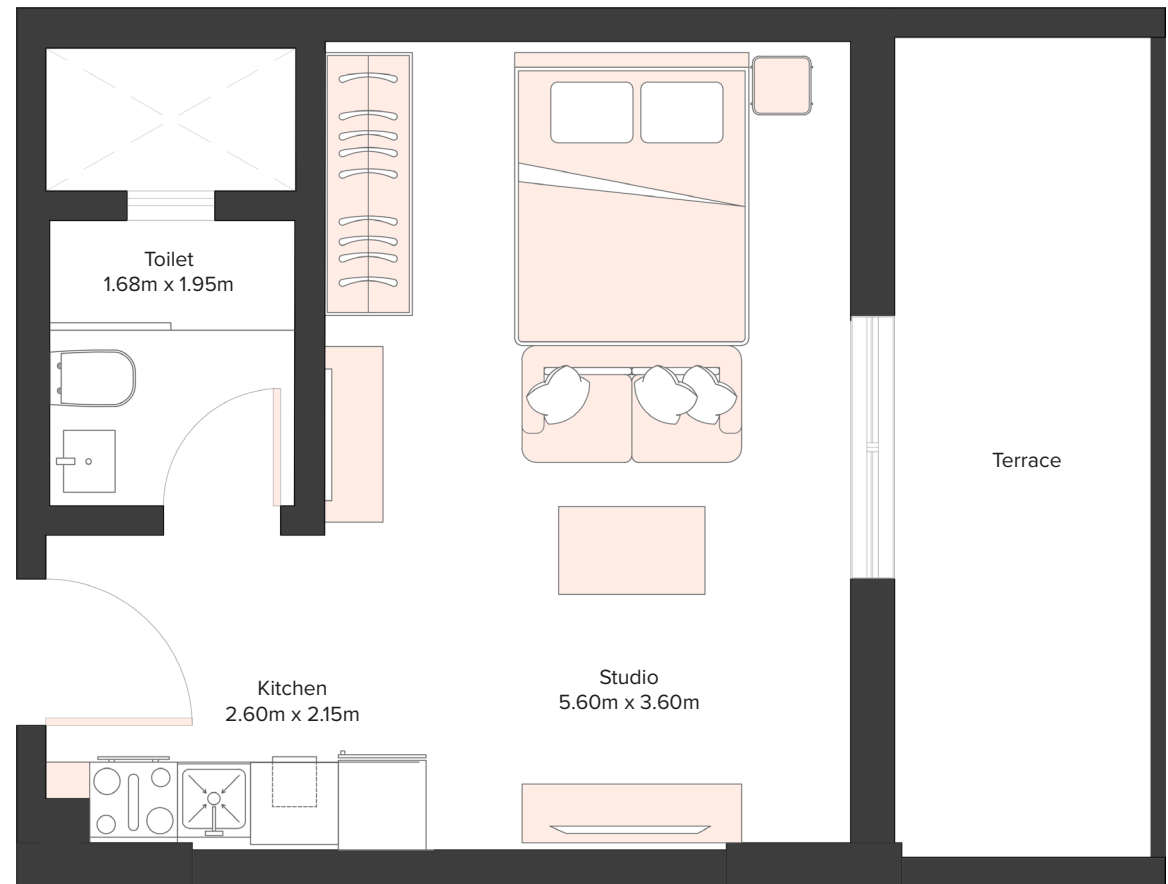 Toilet
1.68m x 1.95m
Terrace
Studio
5.60m x 3.60m
Kitchen
2.60m x 2.15m